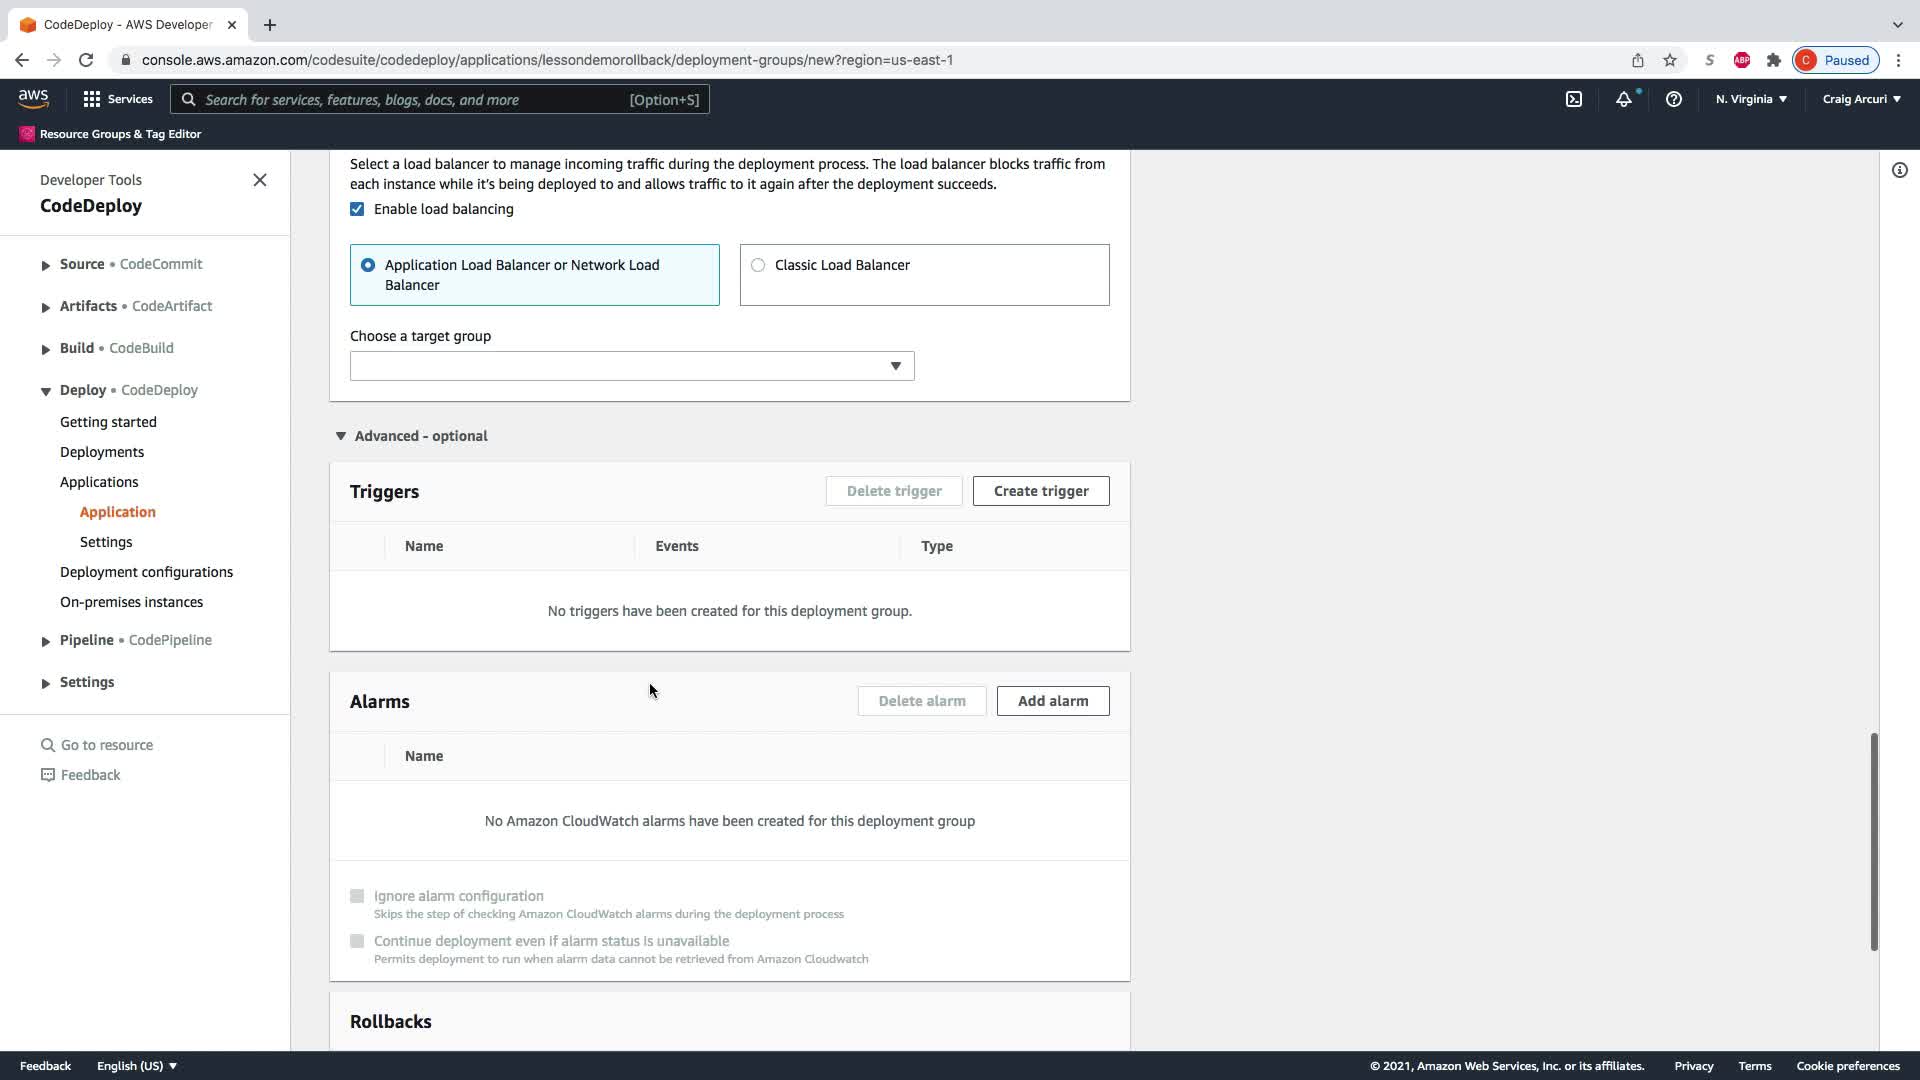 CodeDeploy - AWS Developer
console.aws.amazon.com/codesuite/codedeploy/applications/lessondemorollback/deployment-groups/new?region=us-east-1
S
ABP
C Paused
aws
Services
Search for services, features, blogs, docs, and more [Option+S]
N. Virginia
Craig Arcuri
Resource Groups & Tag Editor
Developer Tools
CodeDeploy
Source • CodeCommit
Artifacts • CodeArtifact
Build • CodeBuild
Deploy • CodeDeploy
Getting started
Deployments
Applications
Application
Settings
Deployment configurations
On-premises instances
Pipeline • CodePipeline
Settings
Go to resource
Feedback
Select a load balancer to manage incoming traffic during the deployment process. The load balancer blocks traffic from
each instance while it's being deployed to and allows traffic to it again after the deployment succeeds.
Enable load balancing
Application Load Balancer or Network Load
Balancer
Classic Load Balancer
Choose a target group
Advanced - optional
Triggers
Delete trigger
Create trigger
Name
Events
Type
No triggers have been created for this deployment group.
Alarms
Delete alarm
Add alarm
Name
No Amazon CloudWatch alarms have been created for this deployment group
Ignore alarm configuration
Skips the step of checking Amazon CloudWatch alarms during the deployment process
Continue deployment even if alarm status is unavailable
Permits deployment to run when alarm data cannot be retrieved from Amazon Cloudwatch
Rollbacks
Feedback
English (US)
© 2021, Amazon Web Services, Inc. or its affiliates.
Privacy
Terms
Cookie preferences